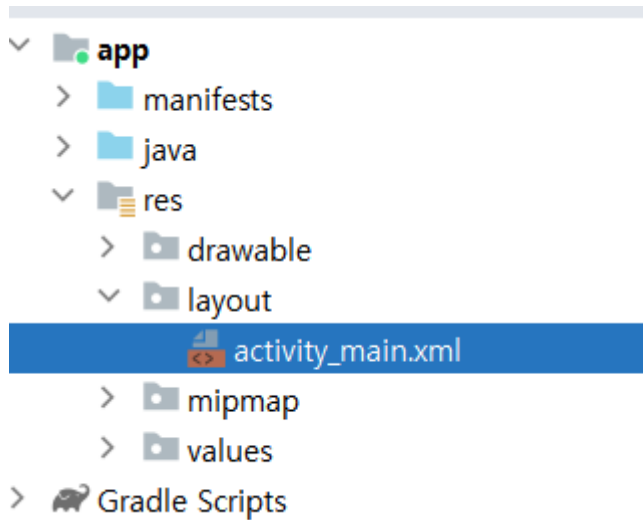 app
manifests
java
res
drawable
layout
activity_main.xml
mipmap
values
Gradle Scripts